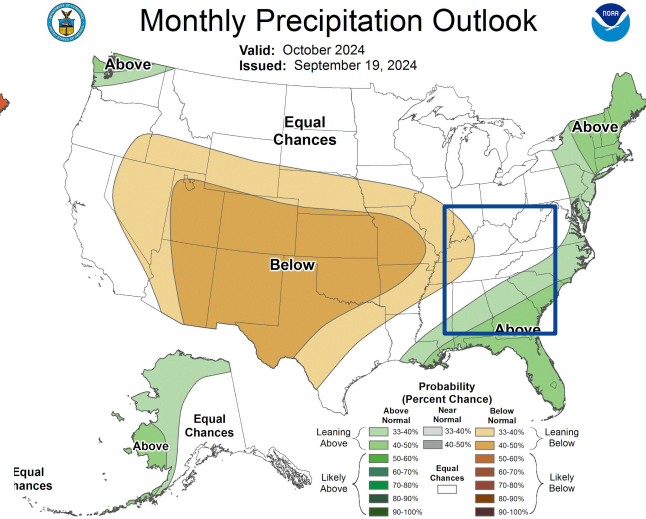 Monthly Precipitation Outlook
NOAA
Valid: October 2024
Issued: September 19, 2024
Above
Equal
Chances
Above
Below
Above
Equal
Chances
Above
Equal
hances
Probability
(Percent Chance)
Above
Normal
Near
Normal
Below
Normal
Leaning
Above
33-40%
33-40%
33-40%
Leaning
Below
40-50%
40-50%
40-50%
Likely
Above
50-60%
Equal
Chances
50-60%
Likely
Below
60-70%
60-70%
70-80%
70-80%
80-90%
80-90%
90-100%
90-100%